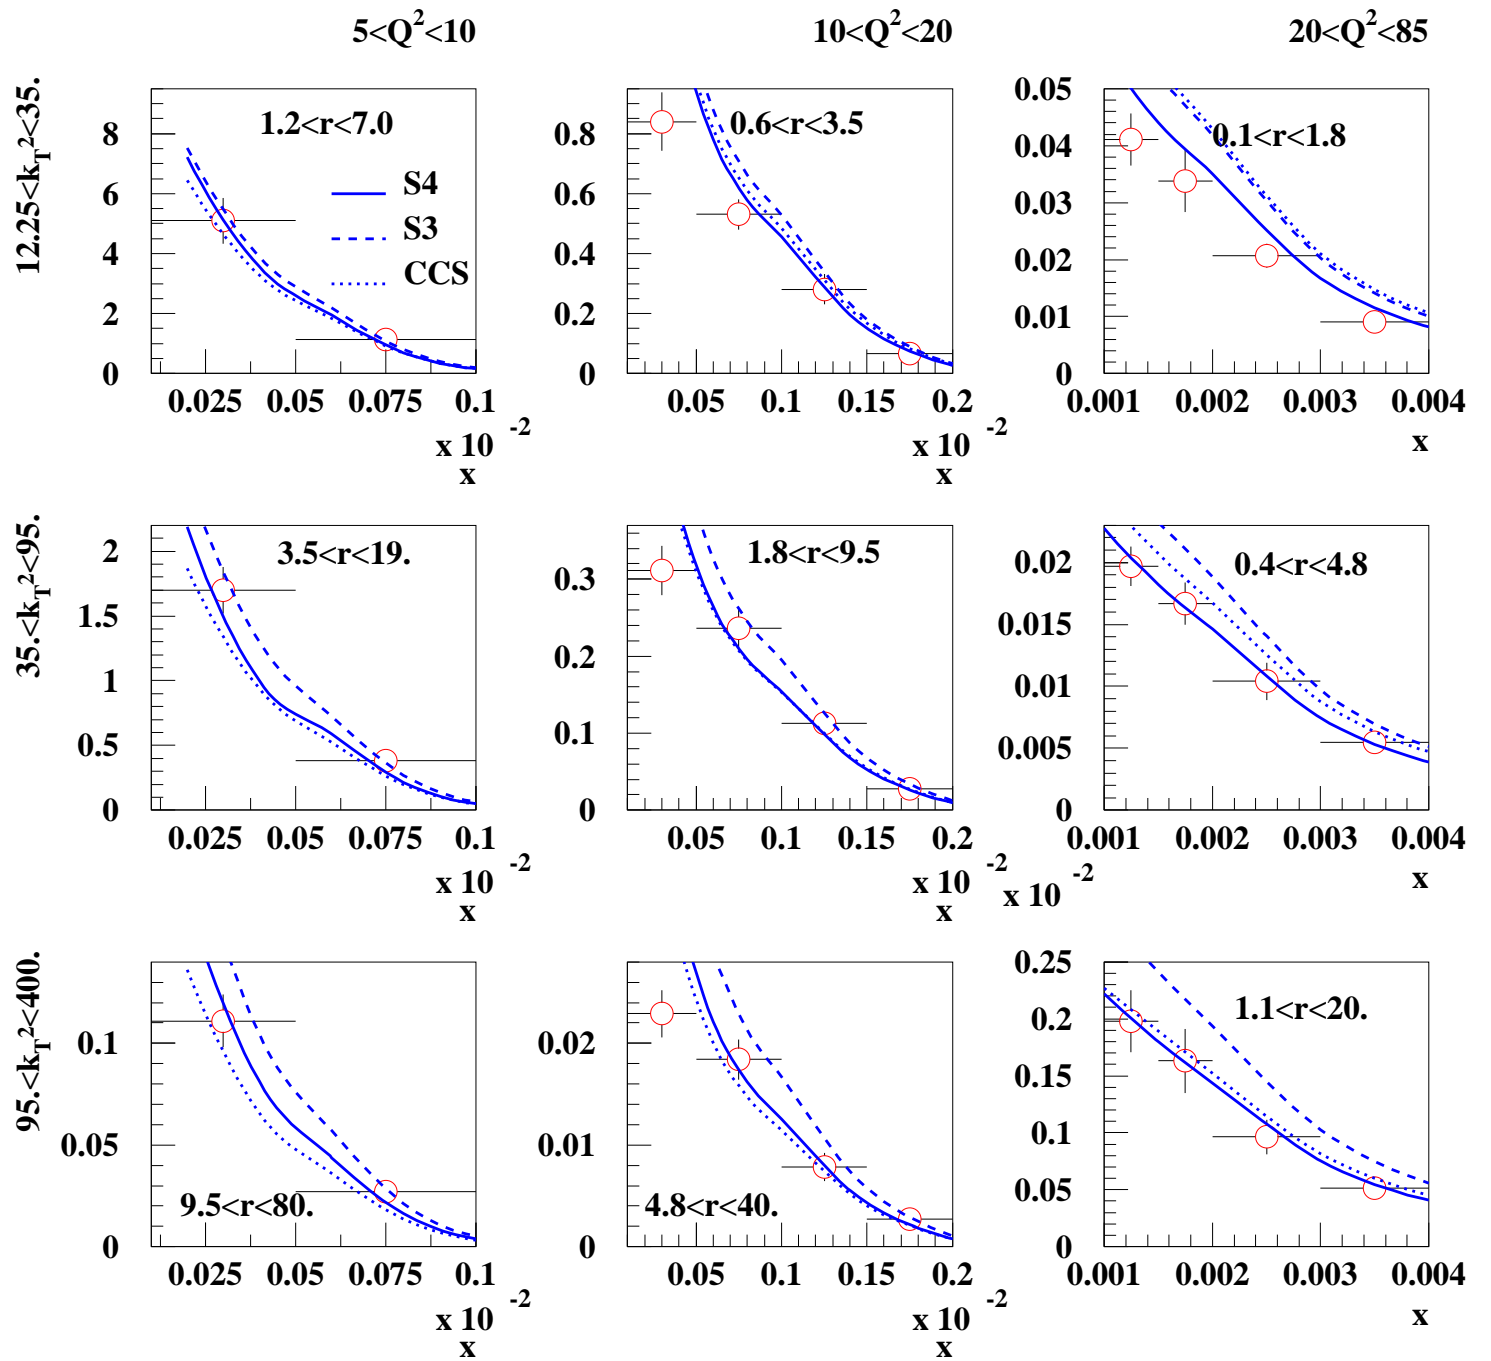 5<Q²<10 10<Q²<20 20<Q²<85
12.25<k_T²<35.
1.2<r<7.0
S4
S3
CCS
8
6
4
2
0
0.025 0.05 0.075 0.1
x 10 -2
x
0.6<r<3.5
0.8
0.6
0.4
0.2
0
0.05 0.1 0.15 0.2
x 10 -2
x
0.1<r<1.8
0.05
0.04
0.03
0.02
0.01
0
0.001 0.002 0.003 0.004
x
35.<k_T²<95.
3.5<r<19.
2
1.5
1
0.5
0
0.025 0.05 0.075 0.1
x 10 -2
x
1.8<r<9.5
0.3
0.2
0.1
0
0.05 0.1 0.15 0.2
x 10 -2
x
0.4<r<4.8
0.02
0.015
0.01
0.005
0
0.001 0.002 0.003 0.004
x
x 10 -2
95.<k_T²<400.
9.5<r<80.
0.1
0.05
0
0.025 0.05 0.075 0.1
x 10 -2
x
4.8<r<40.
0.02
0.01
0
0.05 0.1 0.15 0.2
x 10 -2
x
1.1<r<20.
0.25
0.2
0.15
0.1
0.05
0
0.001 0.002 0.003 0.004
x